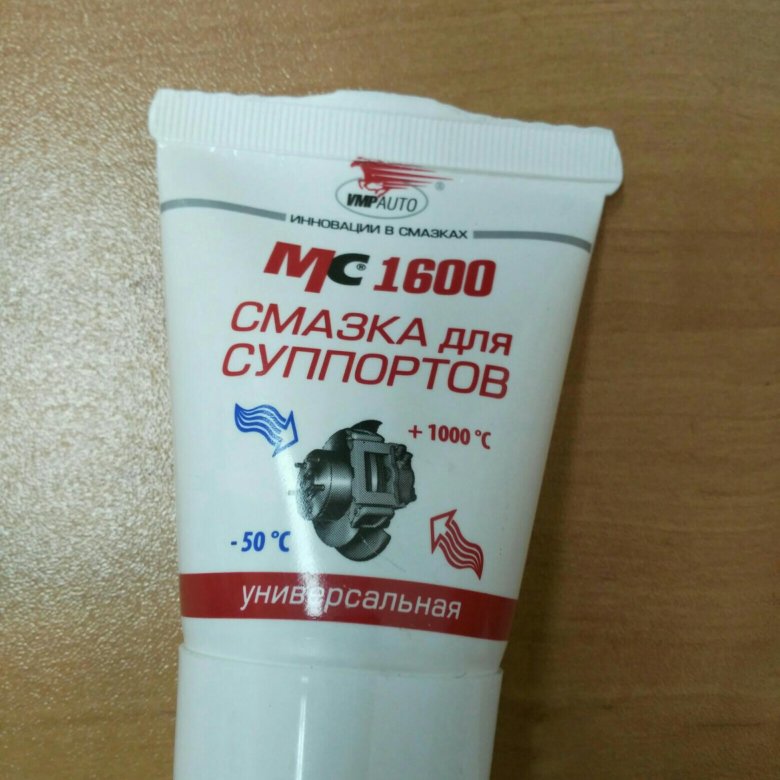 VMPAUTO®
ИННОВАЦИИ В СМАЗКАХ
МС® 1600
СМАЗКА для
СУППОРТОВ
+ 1000 °С
- 50 °С
универсальная